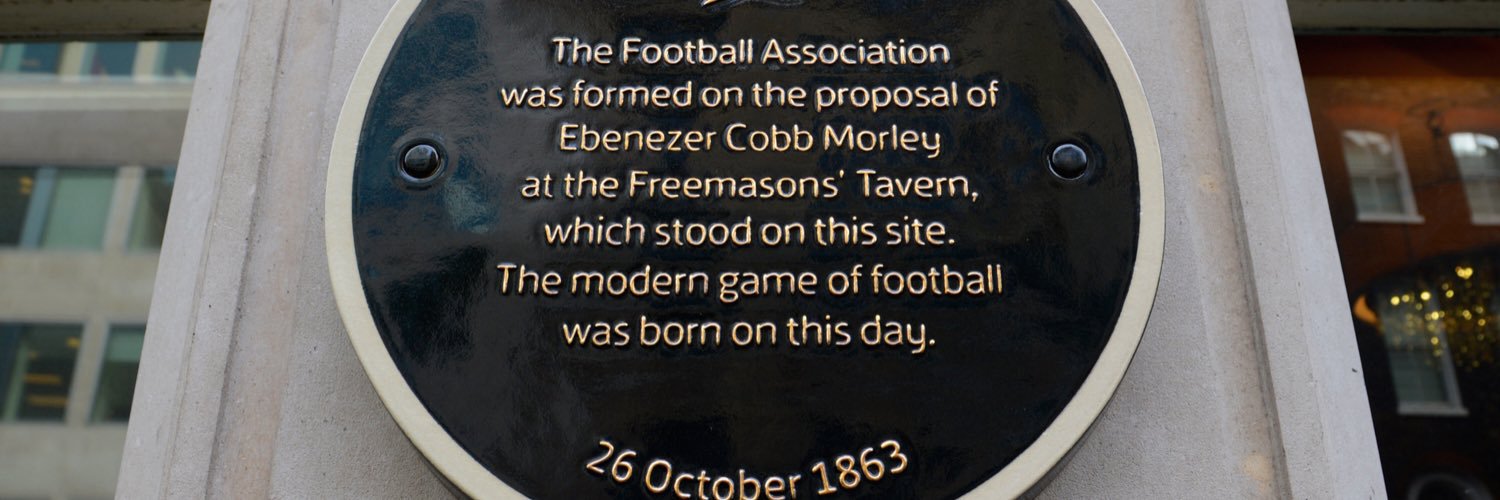 The Football Association
was formed on the proposal of
Ebenezer Cobb Morley
at the Freemasons' Tavern,
which stood on this site.
The modern game of football
was born on this day.
26 October 1863